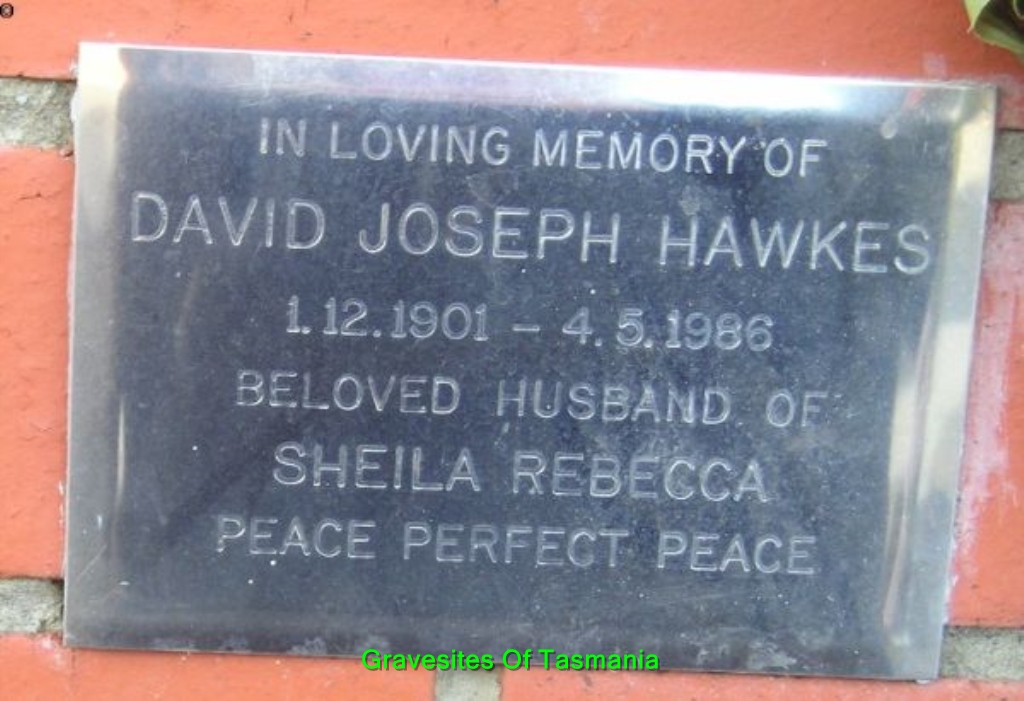 IN LOVING MEMORY OF
DAVID JOSEPH HAWKES
1.12.1901 – 4.5.1986
BELOVED HUSBAND OF
SHEILA REBECCA
PEACE PERFECT PEACE
Gravesites Of Tasmania